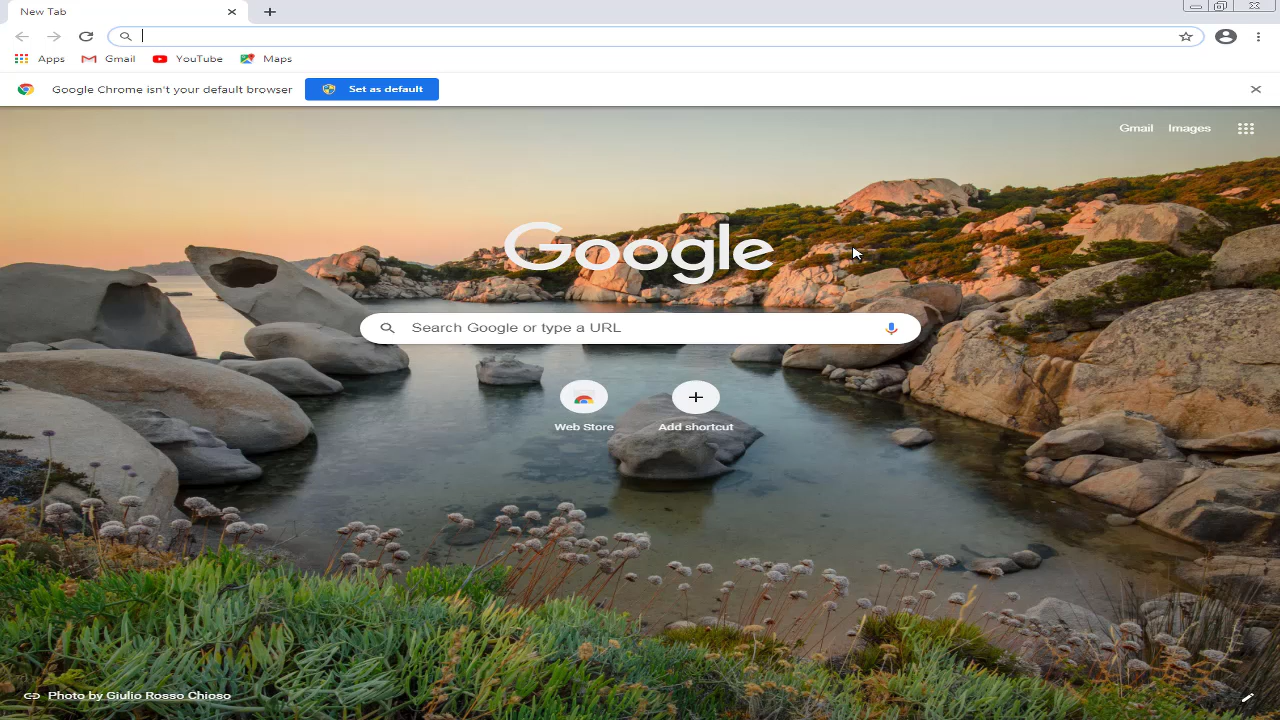 New Tab
Apps Gmail YouTube Maps
Google Chrome isn't your default browser Set as default
Gmail Images
Google
Search Google or type a URL
Web Store Add shortcut
Photo by Giulio Rosso Chioso